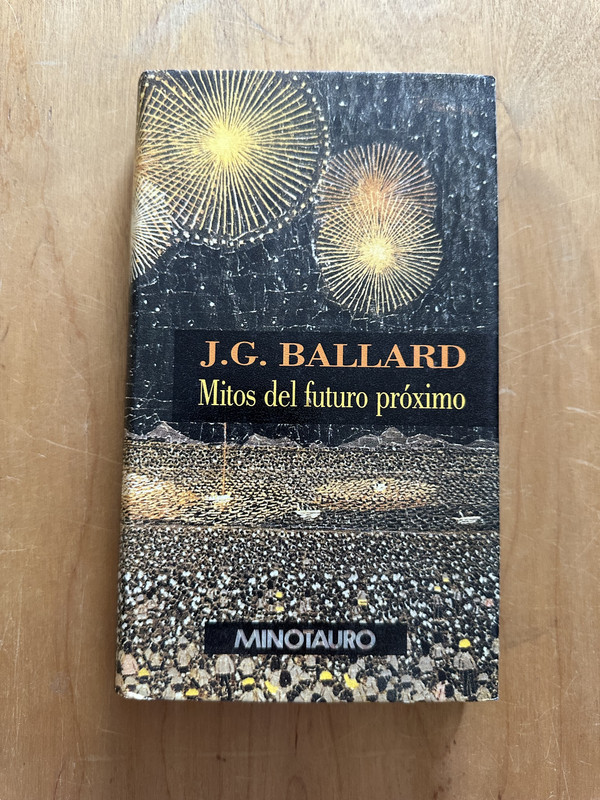 J.G. BALLARD
Mitos del futuro próximo
MINOTAURO